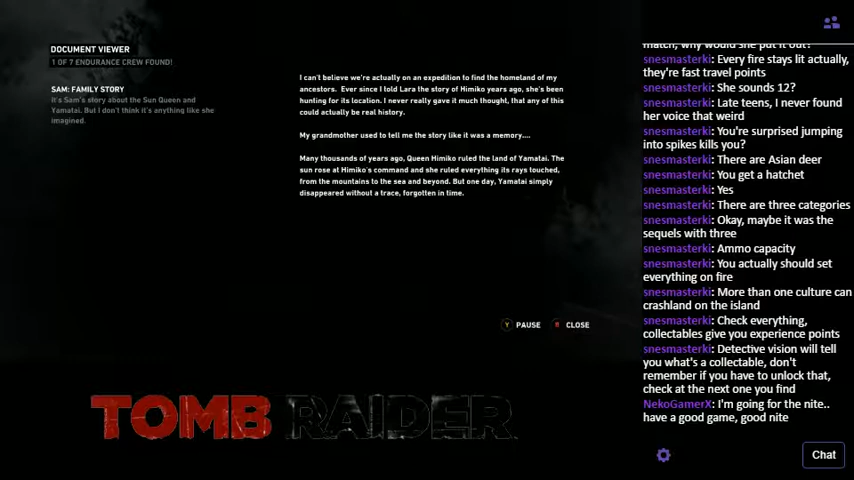 DOCUMENT VIEWER
1 OF 7 ENDURANCE CREW FOUND!
SAM: FAMILY STORY
It's Sam's story about the Sun Queen and
Yamatai. But I don't think it's anything like she
imagined.
I can't believe we're actually on an expedition to find the homeland of my
ancestors. Ever since I told Lara the story of Himiko years ago, she's been
hunting for its location. I never really gave it much thought, that any of this
could actually be real history.
My grandmother used to tell me the story like it was a memory....
Many thousands of years ago, Queen Himiko ruled the land of Yamatai. The
sun rose at Himiko's command and she ruled everything its rays touched,
from the mountains to the sea and beyond. But one day, Yamatai simply
disappeared without a trace, forgotten in time.
Y PAUSE B CLOSE
TOMB RAIDER
match, why would she put it out?
snesmasterki: Every fire stays lit actually,
they're fast travel points
snesmasterki: She sounds 12?
snesmasterki: Late teens, I never found
her voice that weird
snesmasterki: You're surprised jumping
into spikes kills you?
snesmasterki: There are Asian deer
snesmasterki: You get a hatchet
snesmasterki: Yes
snesmasterki: There are three categories
snesmasterki: Okay, maybe it was the
sequels with three
snesmasterki: Ammo capacity
snesmasterki: You actually should set
everything on fire
snesmasterki: More than one culture can
crashland on the island
snesmasterki: Check everything,
collectables give you experience points
snesmasterki: Detective vision will tell
you what's a collectable, don't
remember if you have to unlock that,
check at the next one you find
NekoGamerX: I'm going for the nite..
have a good game, good nite
Chat